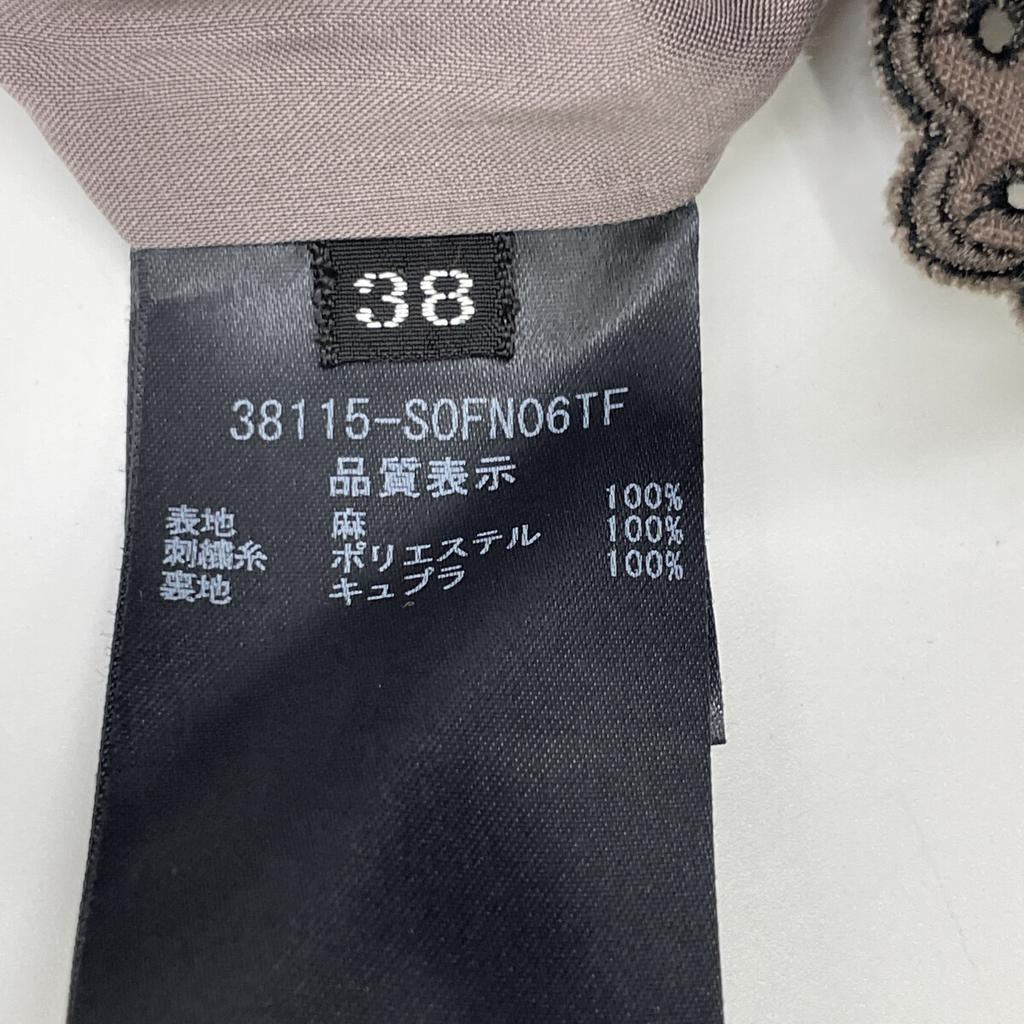 38
38115-SOFN06TF
品質表示
表地 麻 100%
刺繍糸 ポリエステル 100%
裏地 キュプラ 100%